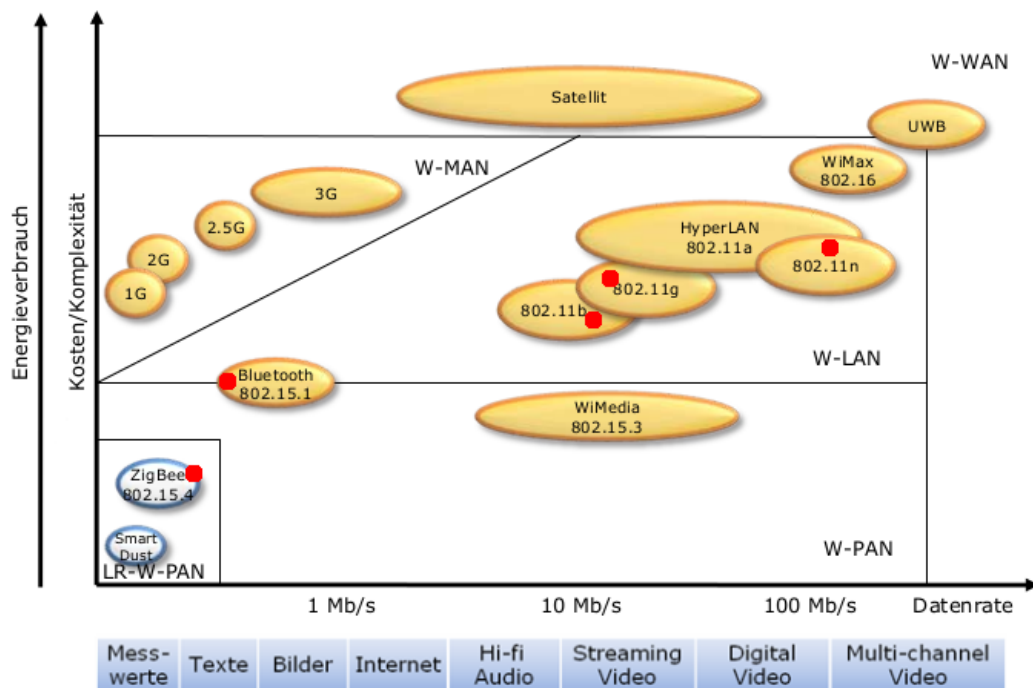 W-WAN
Satellit
UWB
W-MAN
WiMax
802.16
3G
2.5G
HyperLAN
802.11a
2G
802.11n
1G
802.11g
802.11b
W-LAN
Bluetooth
802.15.1
WiMedia
802.15.3
ZigBee
802.15.4
Smart
Dust
LR-W-PAN
W-PAN
Energieverbrauch
Kosten/Komplexität
1 Mb/s
10 Mb/s
100 Mb/s
Datenrate
Mess-
werte
Texte
Bilder
Internet
Hi-fi
Audio
Streaming
Video
Digital
Video
Multi-channel
Video